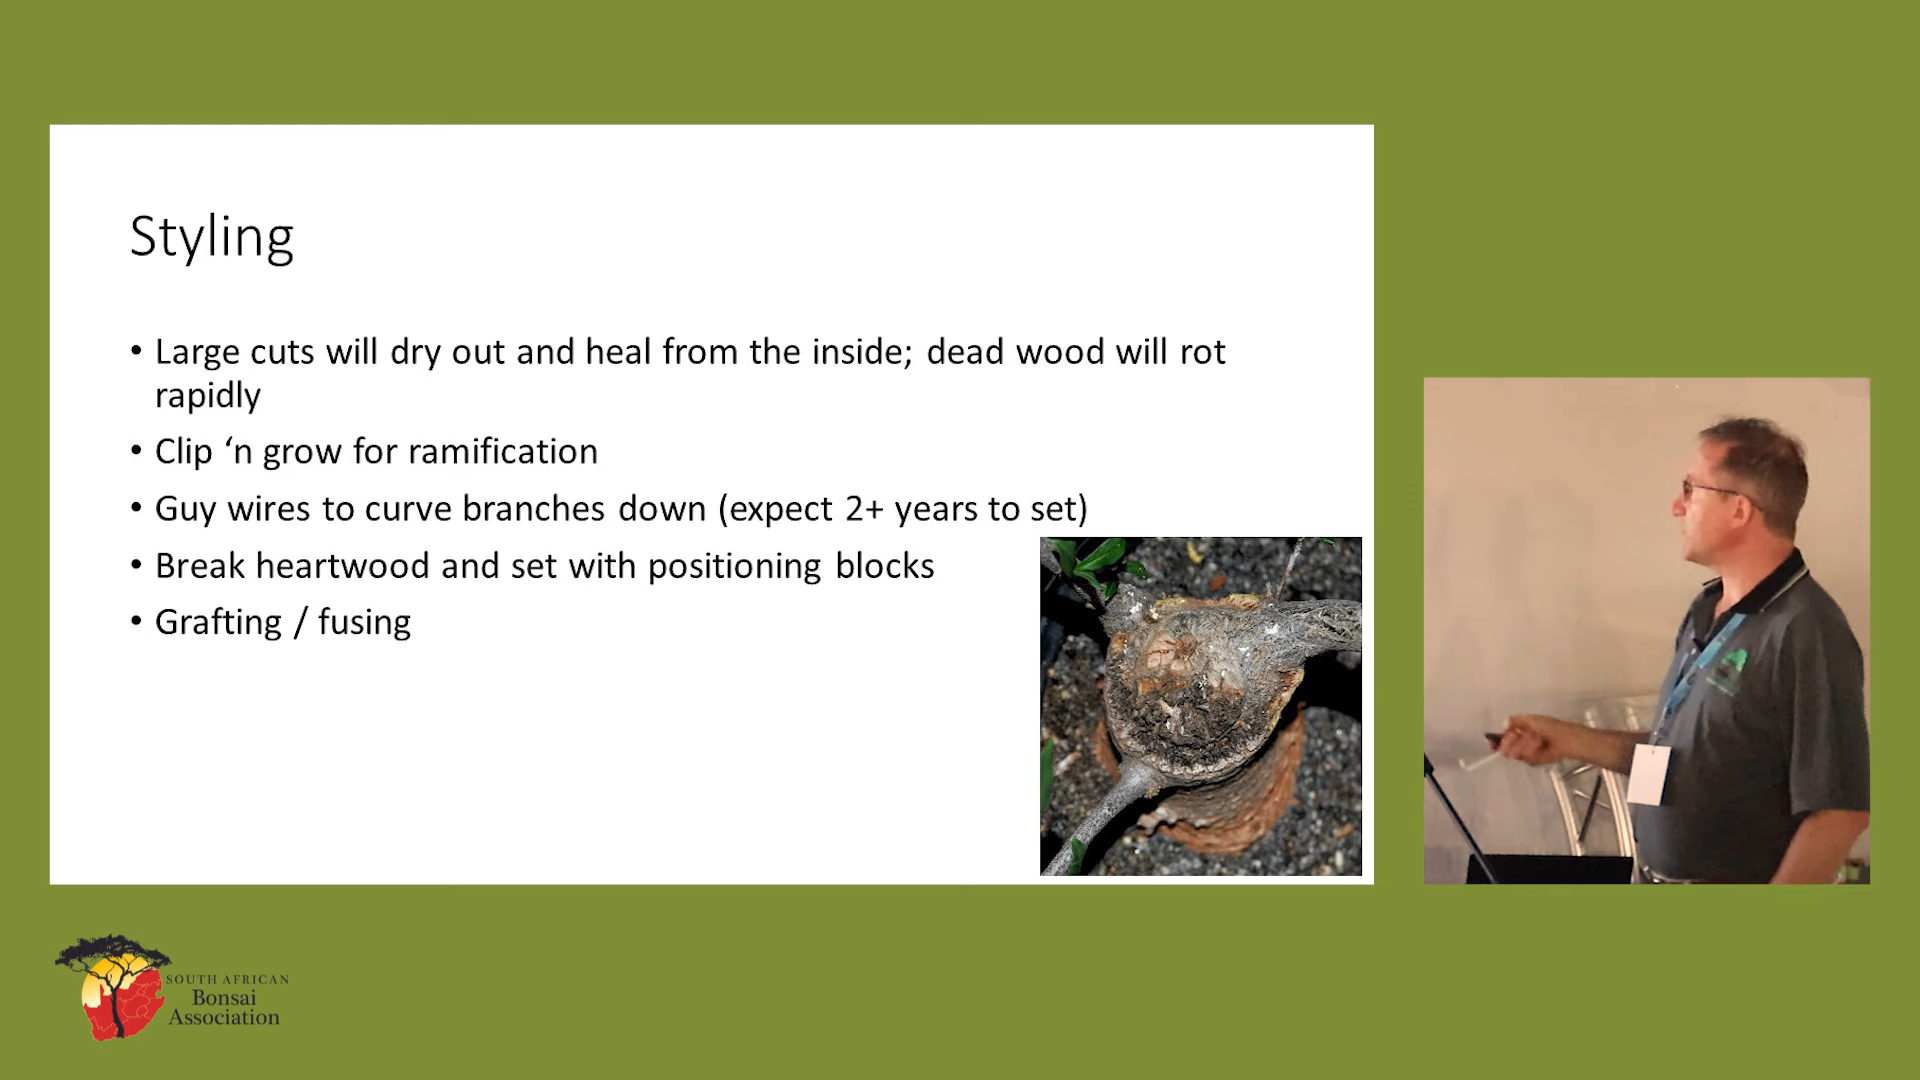 Styling
• Large cuts will dry out and heal from the inside; dead wood will rot
rapidly
• Clip ‘n grow for ramification
• Guy wires to curve branches down (expect 2+ years to set)
• Break heartwood and set with positioning blocks
• Grafting / fusing
SOUTH AFRICAN
Bonsai
Association